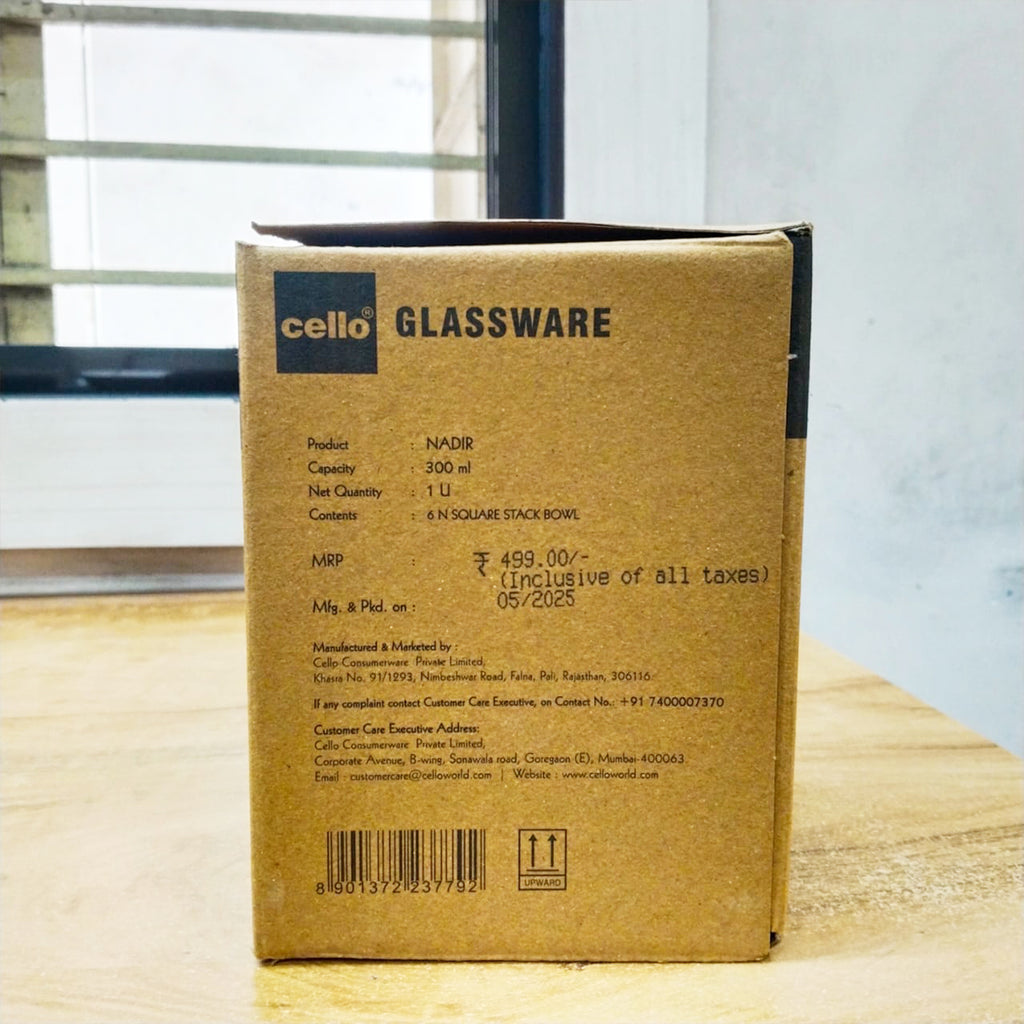 cello® GLASSWARE
Product : NADIR
Capacity : 300 ml
Net Quantity : 1 U
Contents : 6 N SQUARE STACK BOWL
MRP : ₹ 499.00/-
(Inclusive of all taxes)
Mfg. & Pkd. on : 05/2025
Manufactured & Marketed by :
Cello Consumerware Private Limited,
Khasra No. 91/1293, Nimbeshwar Road, Falna, Pali, Rajasthan, 306116.
If any complaint contact Customer Care Executive, on Contact No.: +91 7400007370
Customer Care Executive Address:
Cello Consumerware Private Limited,
Corporate Avenue, B-wing, Sonawala road, Goregaon (E), Mumbai-400063.
Email : customercare@celloworld.com | Website : www.celloworld.com
8 901372 237792
UPWARD